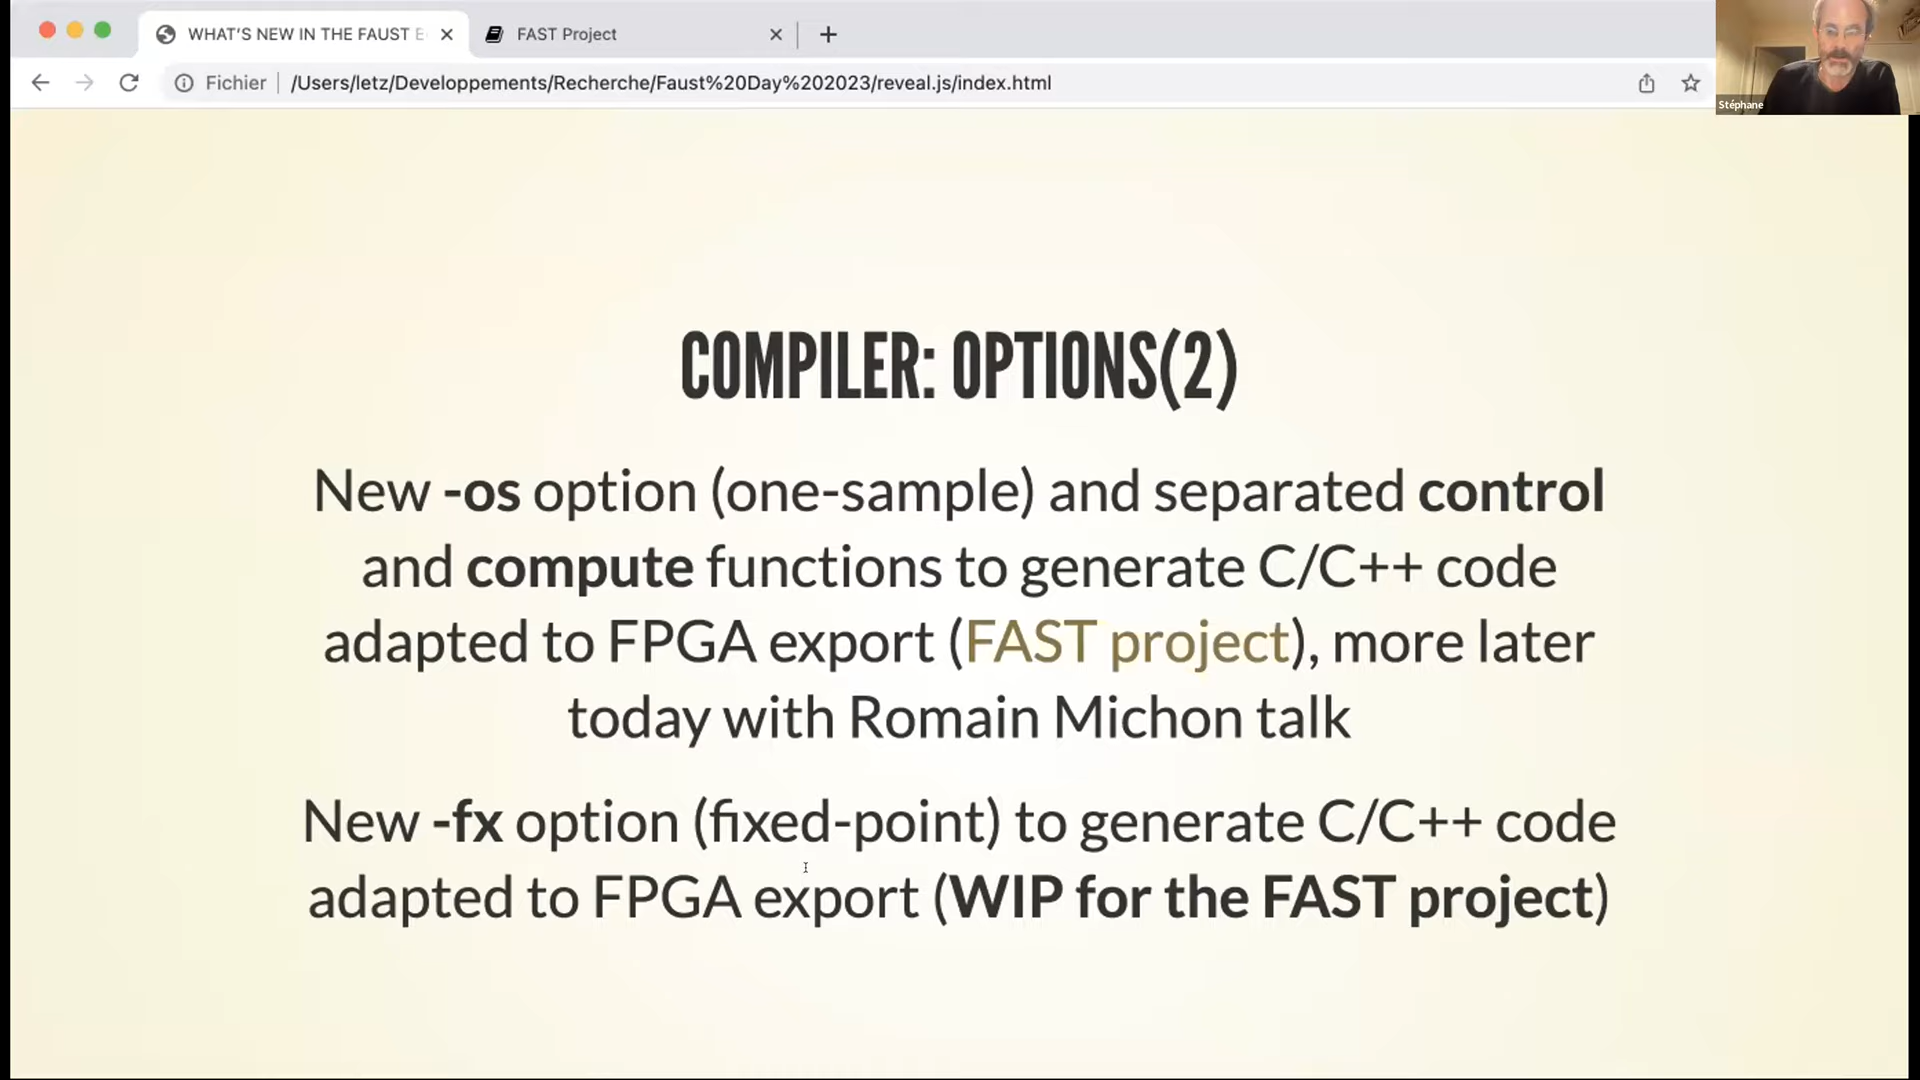 WHAT'S NEW IN THE FAUST E
FAST Project
Fichier
/Users/letz/Developpements/Recherche/Faust%20Day%202023/reveal.js/index.html
Stéphane
COMPILER: OPTIONS(2)
New -os option (one-sample) and separated control
and compute functions to generate C/C++ code
adapted to FPGA export (FAST project), more later
today with Romain Michon talk
New -fx option (fixed-point) to generate C/C++ code
adapted to FPGA export (WIP for the FAST project)